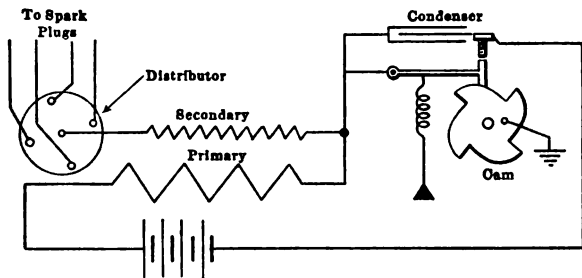 To Spark
Plugs
Distributor
Secondary
Primary
Condenser
Cam